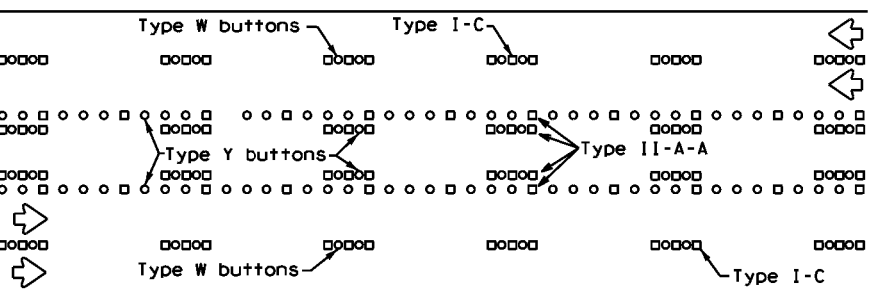 Type W buttons
Type I-C
Type Y buttons
Type II-A-A
Type W buttons
Type I-C